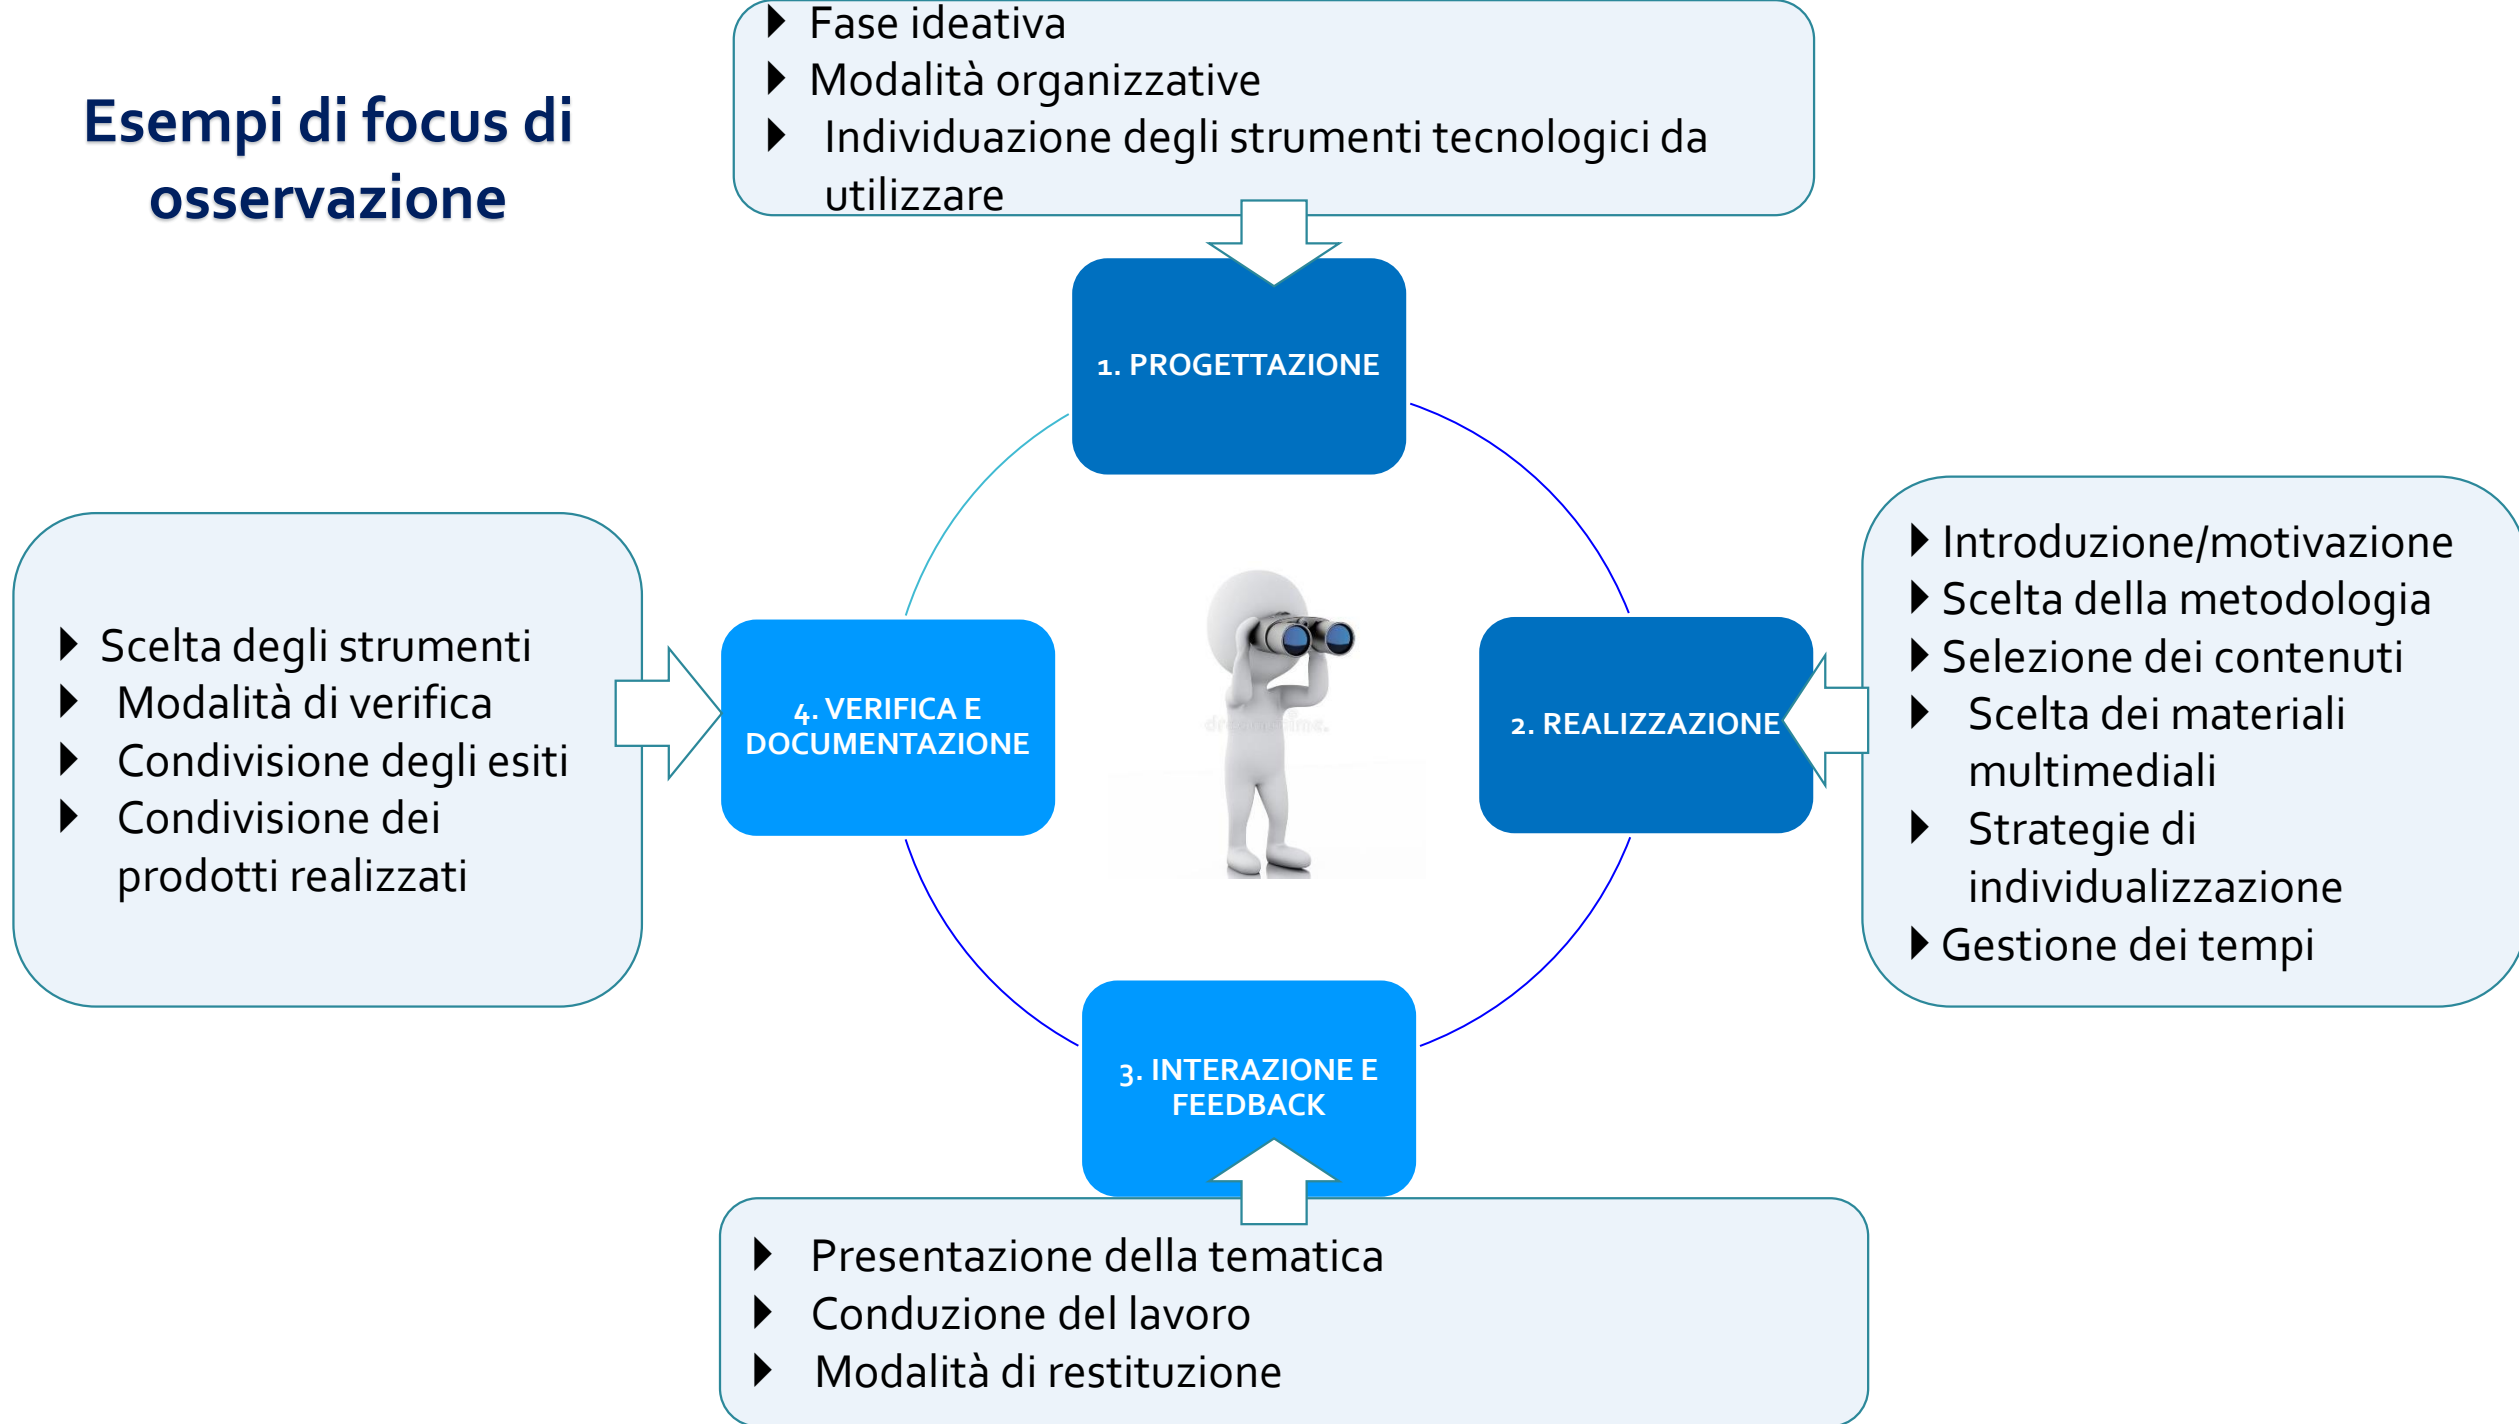 Esempi di focus di
osservazione
Fase ideativa
Modalità organizzative
Individuazione degli strumenti tecnologici da
utilizzare
1. PROGETTAZIONE
Introduzione/motivazione
Scelta della metodologia
Selezione dei contenuti
Scelta dei materiali
multimediali
Strategie di
individualizzazione
Gestione dei tempi
2. REALIZZAZIONE
Scelta degli strumenti
Modalità di verifica
Condivisione degli esiti
Condivisione dei
prodotti realizzati
4. VERIFICA E
DOCUMENTAZIONE
3. INTERAZIONE E
FEEDBACK
Presentazione della tematica
Conduzione del lavoro
Modalità di restituzione